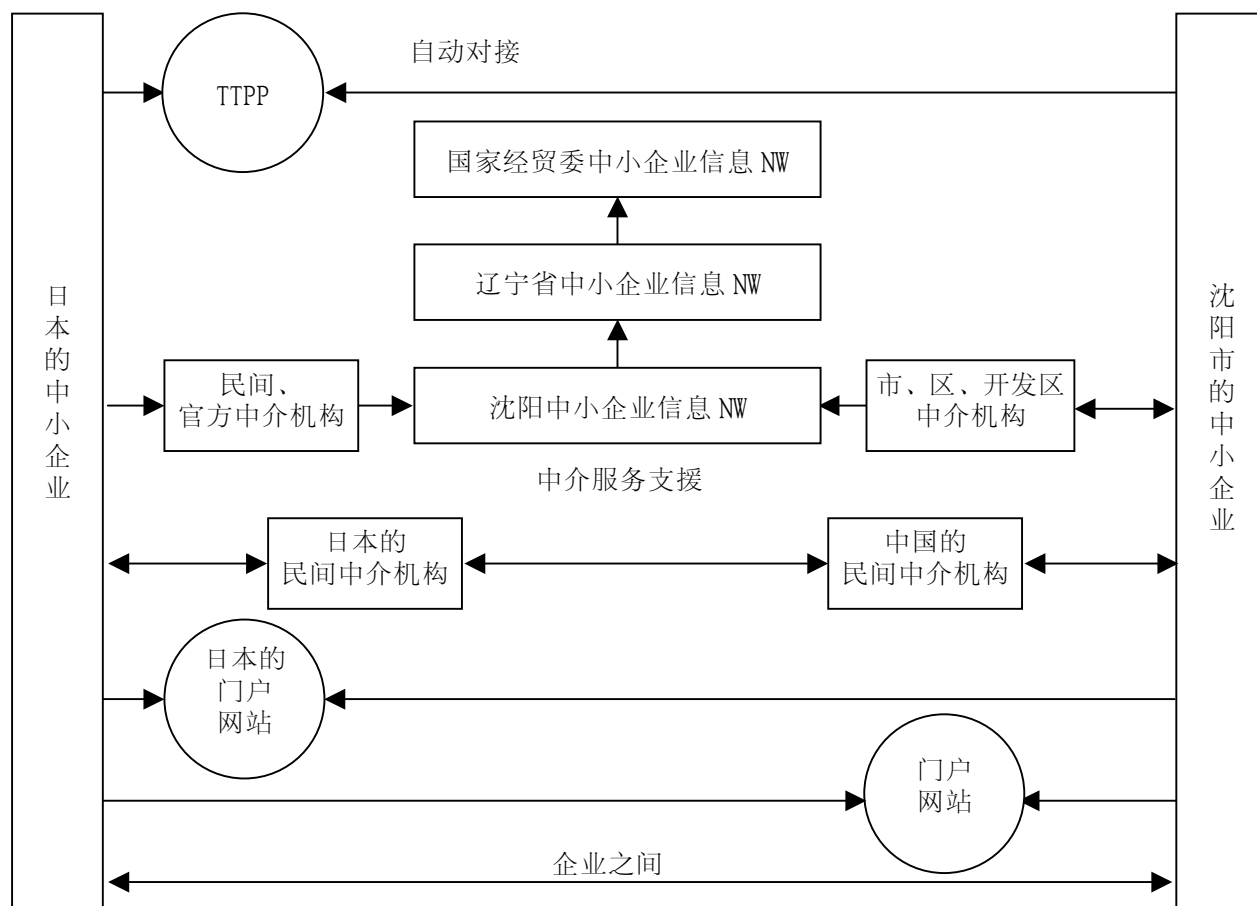 自动对接
TTPP
国家经贸委中小企业信息 NW
辽宁省中小企业信息 NW
日本的中小企业
沈阳市的中小企业
民间、
官方中介机构
沈阳中小企业信息 NW
市、区、开发区
中介机构
中介服务支援
日本的
民间中介机构
中国的
民间中介机构
日本的
门户
网站
门户
网站
企业之间